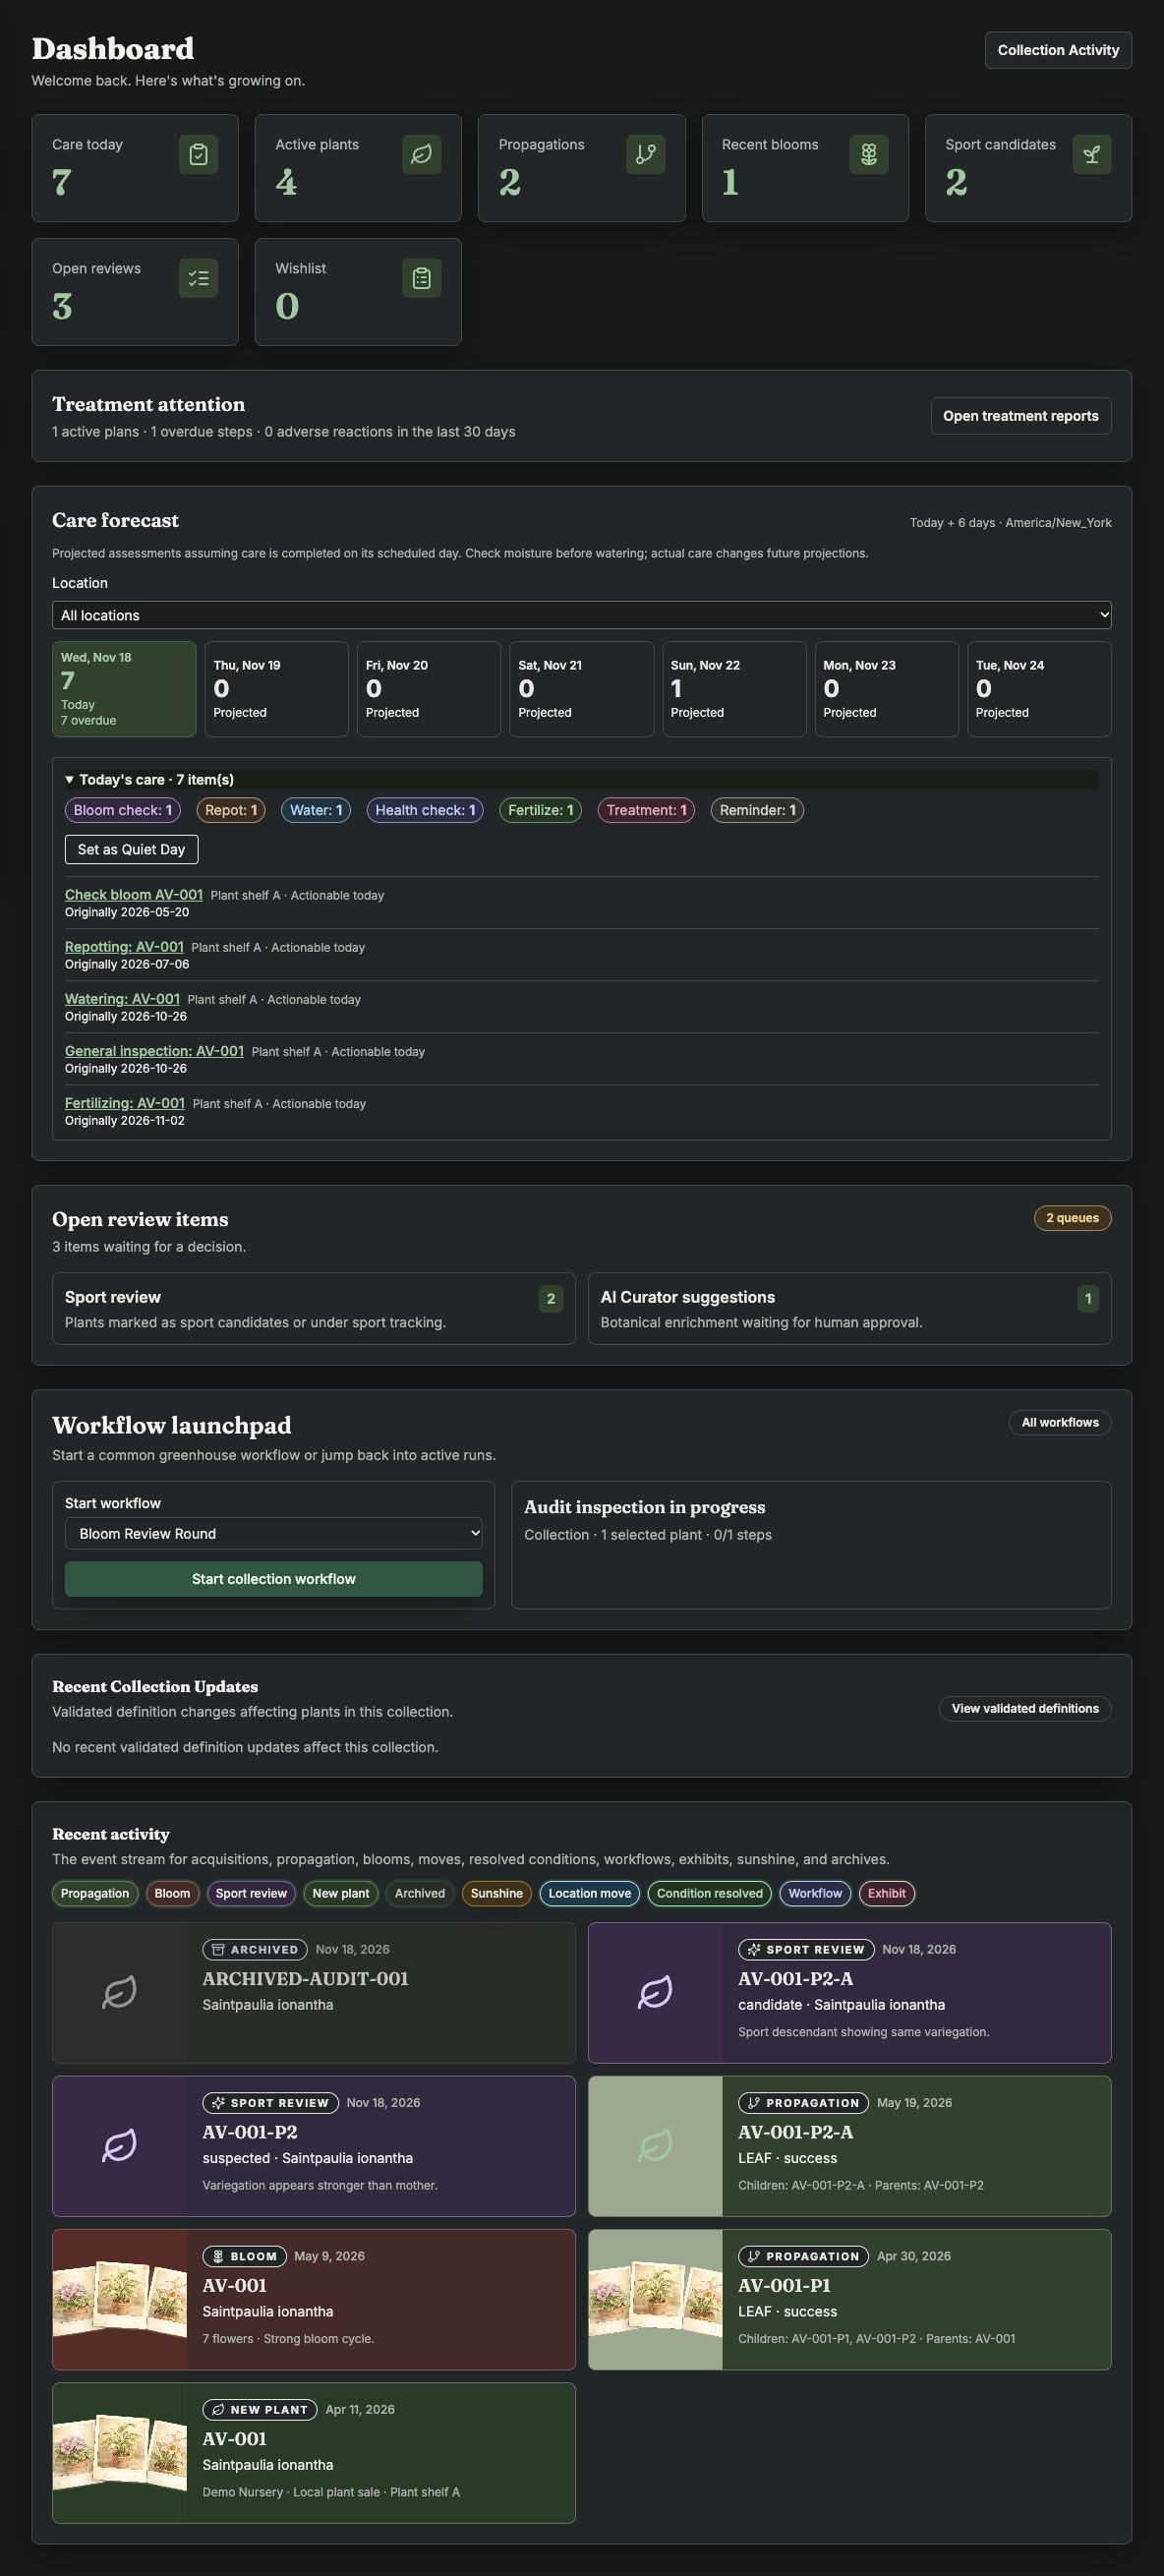 Dashboard
Collection Activity
Welcome back. Here's what's growing on.
Care today
7
Active plants
4
Propagations
2
Recent blooms
1
Sport candidates
2
Open reviews
3
Wishlist
0
Treatment attention
1 active plans · 1 overdue steps · 0 adverse reactions in the last 30 days
Open treatment reports
Care forecast
Today + 6 days · America/New_York
Projected assessments assuming care is completed on its scheduled day. Check moisture before watering; actual care changes future projections.
Location
All locations
Wed, Nov 18
7
Today
7 overdue
Thu, Nov 19
0
Projected
Fri, Nov 20
0
Projected
Sat, Nov 21
0
Projected
Sun, Nov 22
1
Projected
Mon, Nov 23
0
Projected
Tue, Nov 24
0
Projected
▼ Today's care · 7 item(s)
Bloom check: 1 Repot: 1 Water: 1 Health check: 1 Fertilize: 1 Treatment: 1 Reminder: 1
Set as Quiet Day
Check bloom AV-001 Plant shelf A · Actionable today
Originally 2026-05-20
Repotting: AV-001 Plant shelf A · Actionable today
Originally 2026-07-06
Watering: AV-001 Plant shelf A · Actionable today
Originally 2026-10-26
General inspection: AV-001 Plant shelf A · Actionable today
Originally 2026-10-26
Fertilizing: AV-001 Plant shelf A · Actionable today
Originally 2026-11-02
Open review items
2 queues
3 items waiting for a decision.
Sport review
2
Plants marked as sport candidates or under sport tracking.
AI Curator suggestions
1
Botanical enrichment waiting for human approval.
Workflow launchpad
All workflows
Start a common greenhouse workflow or jump back into active runs.
Start workflow
Bloom Review Round
Start collection workflow
Audit inspection in progress
Collection · 1 selected plant · 0/1 steps
Recent Collection Updates
Validated definition changes affecting plants in this collection.
View validated definitions
No recent validated definition updates affect this collection.
Recent activity
The event stream for acquisitions, propagation, blooms, moves, resolved conditions, workflows, exhibits, sunshine, and archives.
Propagation Bloom Sport review New plant Archived Sunshine Location move Condition resolved Workflow Exhibit
ARCHIVED Nov 18, 2026
ARCHIVED-AUDIT-001
Saintpaulia ionantha
SPORT REVIEW Nov 18, 2026
AV-001-P2-A
candidate · Saintpaulia ionantha
Sport descendant showing same variegation.
SPORT REVIEW Nov 18, 2026
AV-001-P2
suspected · Saintpaulia ionantha
Variegation appears stronger than mother.
PROPAGATION May 19, 2026
AV-001-P2-A
LEAF · success
Children: AV-001-P2-A · Parents: AV-001-P2
BLOOM May 9, 2026
AV-001
Saintpaulia ionantha
7 flowers · Strong bloom cycle.
PROPAGATION Apr 30, 2026
AV-001-P1
LEAF · success
Children: AV-001-P1, AV-001-P2 · Parents: AV-001
NEW PLANT Apr 11, 2026
AV-001
Saintpaulia ionantha
Demo Nursery · Local plant sale · Plant shelf A